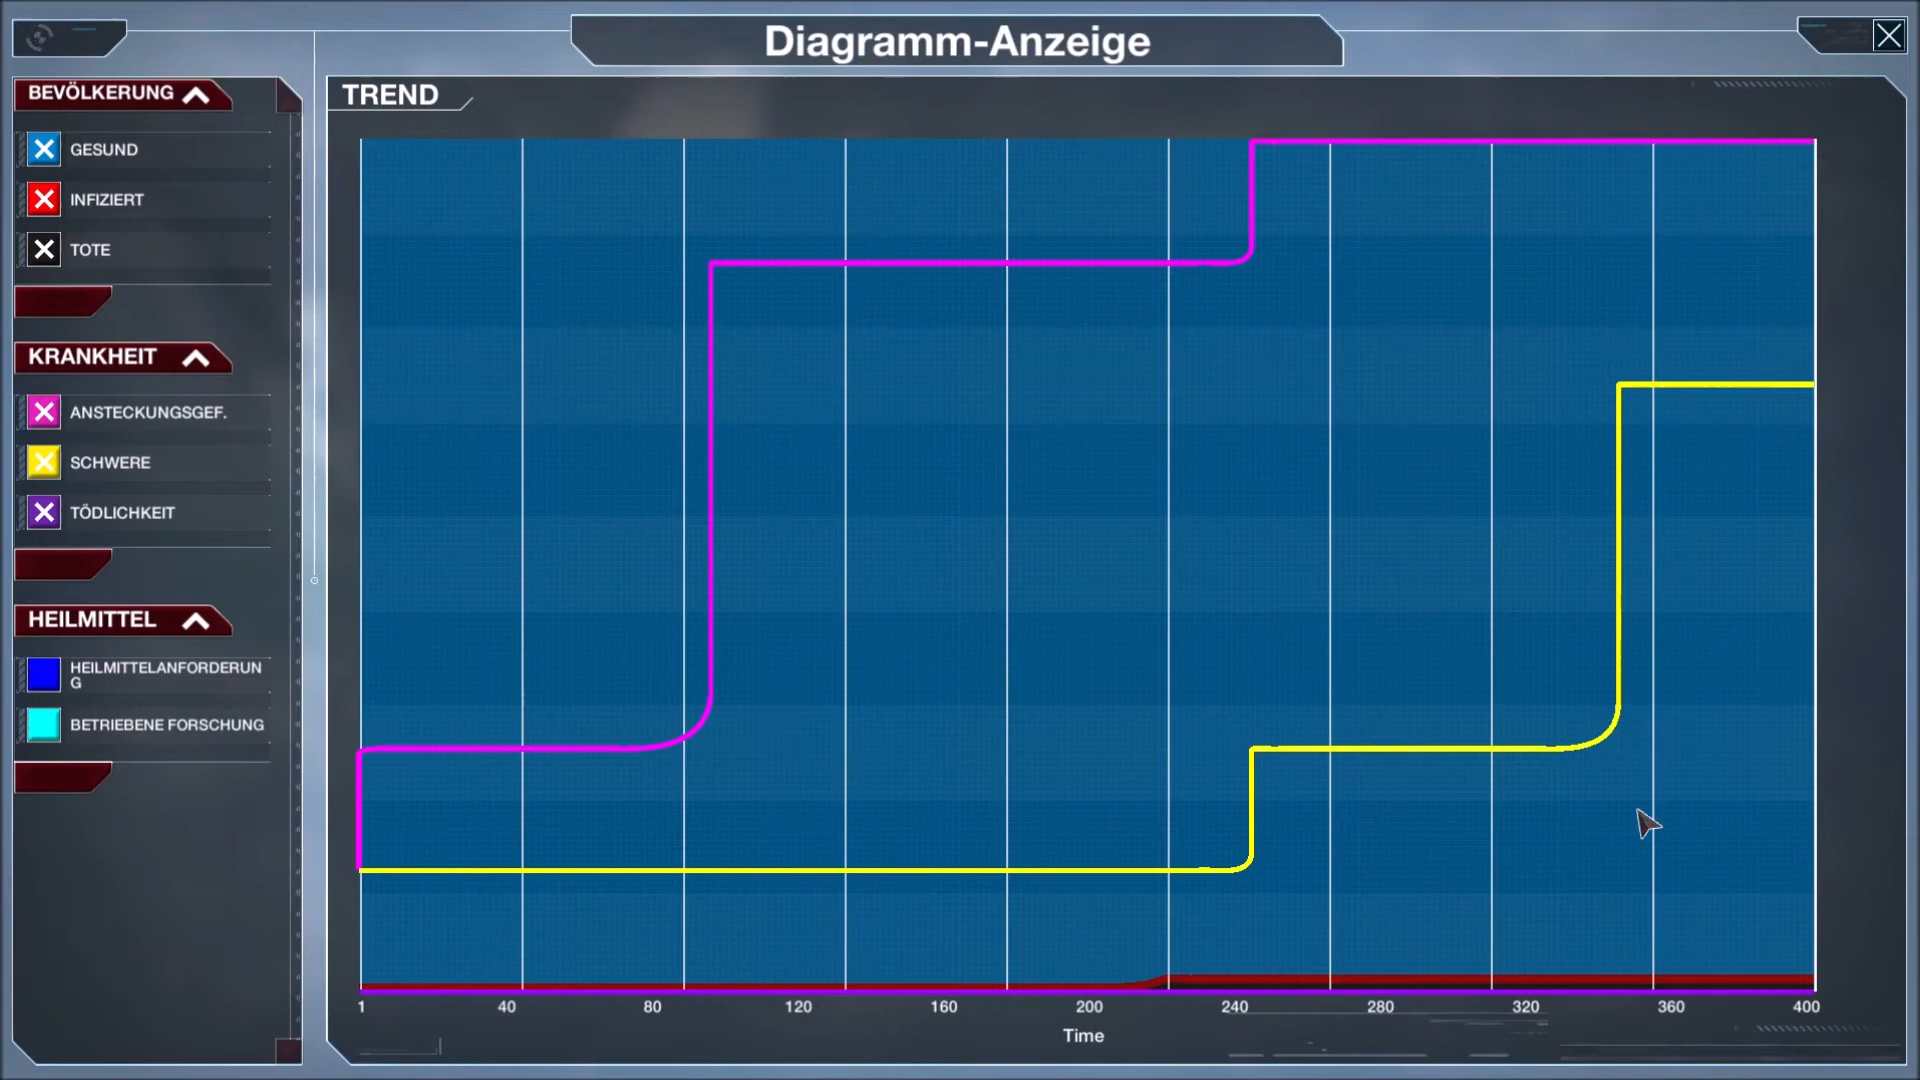 Diagramm-Anzeige
BEVÖLKERUNG
GESUND
INFIZIERT
TOTE
KRANKHEIT
ANSTECKUNGSGEF.
SCHWERE
TÖDLICHKEIT
HEILMITTEL
HEILMITTELANFORDERUN
G
BETRIEBENE FORSCHUNG
TREND
1 40 80 120 160 200 240 280 320 360 400
Time